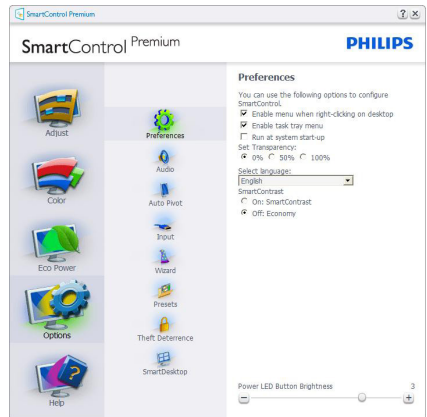 SmartControl Premium
SmartControl Premium
PHILIPS
Adjust
Color
Eco Power
Options
Help
Preferences
Audio
Auto Pivot
Input
Wizard
Presets
Theft Deterrence
SmartDesktop
Preferences
You can use the following options to configure
SmartControl.
Enable menu when right-clicking on desktop
Enable task tray menu
Run at system start-up
Set Transparency:
0% 50% 100%
Select language:
English
SmartContrast
On: SmartContrast
Off: Economy
Power LED Button Brightness 3